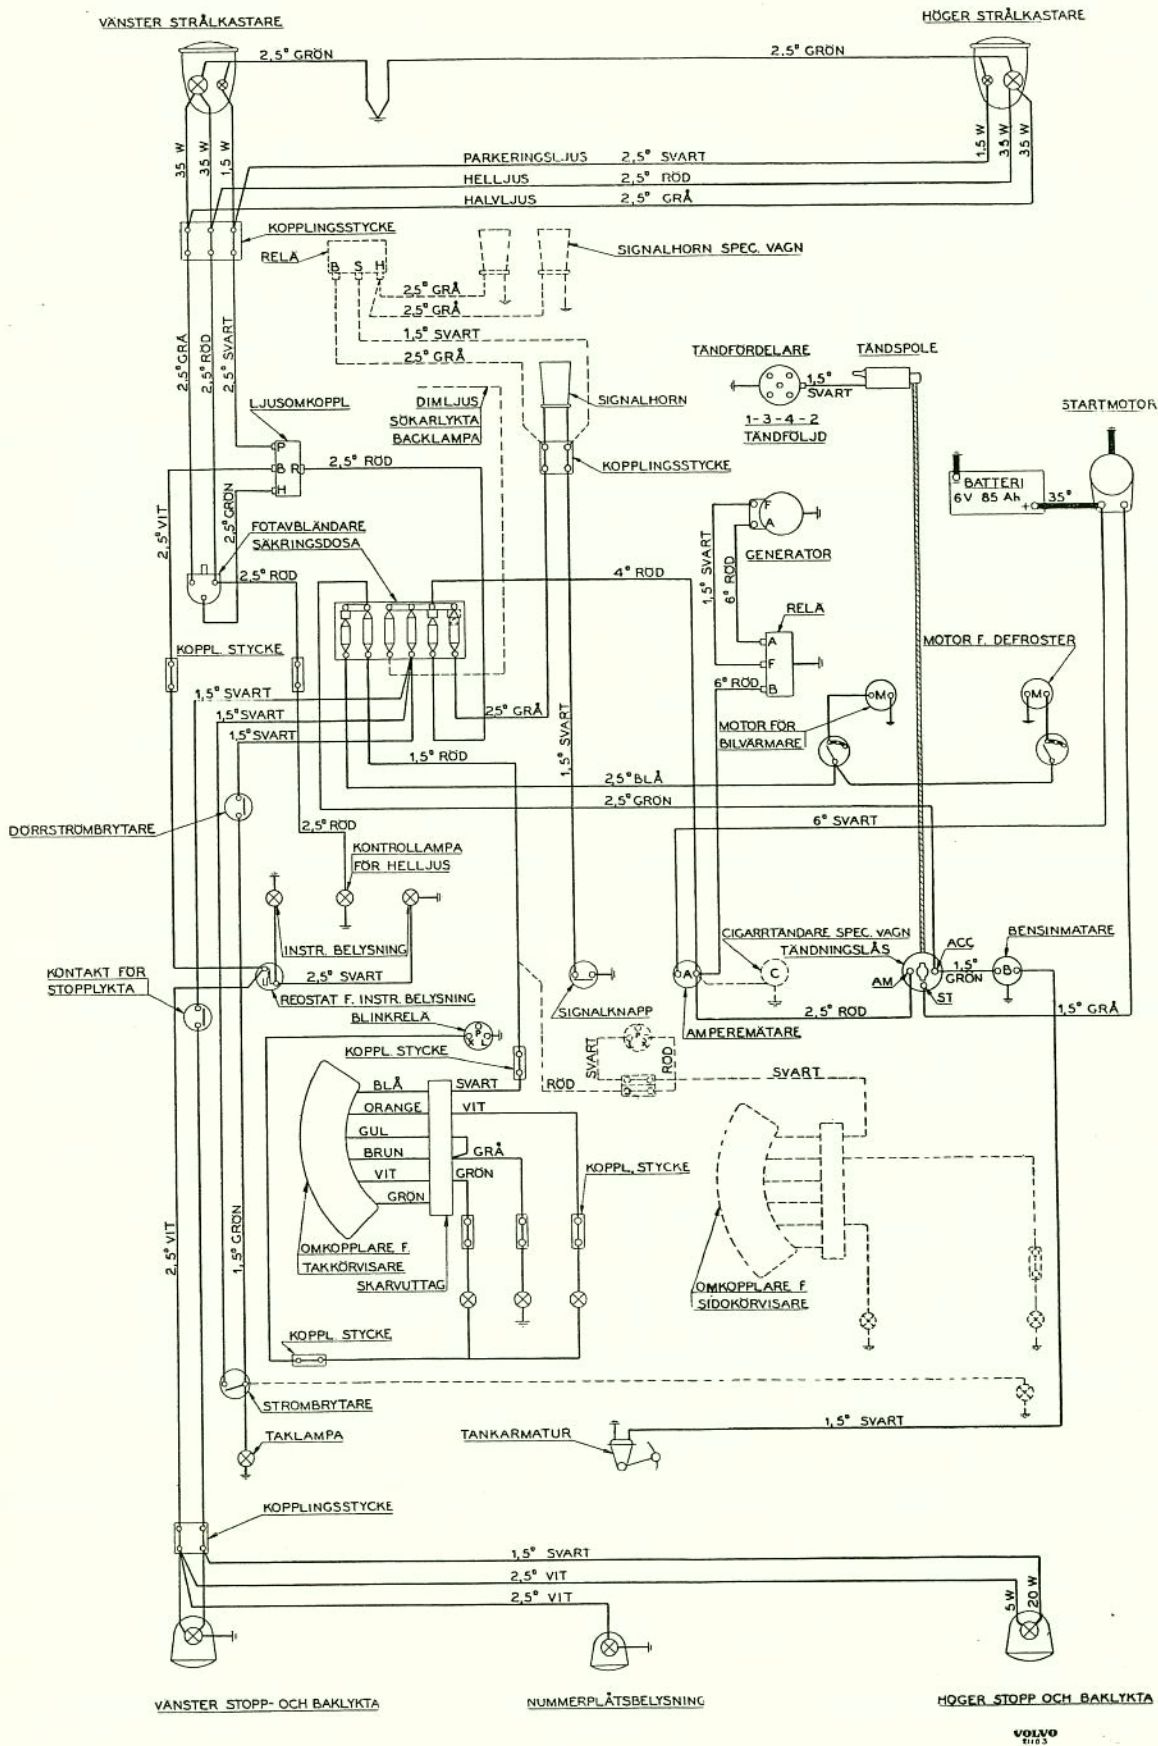 VÄNSTER STRÅLKASTARE
HÖGER STRÅLKASTARE
2,5° GRÖN
2.5° GRÖN
35 W
35 W
1,5 W
1,5 W
35 W
35 W
PARKERINGSLJUS 2,5° SVART
HELLJUS 2,5° RÖD
HALVLJUS 2,5° GRÅ
KOPPLINGSSTYCKE
RELÄ
B S H
SIGNALHORN SPEC. VAGN
2,5° GRÅ
2,5° GRÅ
1,5° SVART
2,5° GRÅ
2,5° GRÅ
2,5° RÖD
2,5° SVART
TÄNDFÖRDELARE
TÄNDSPOLE
1,5°
SVART
1-3-4-2
TÄNDFÖLJD
STARTMOTOR
LJUSOMKOPPL
P
B R
H
DIMLJUS
SÖKARLYKTA
BACKLAMPA
SIGNALHORN
KOPPLINGSSTYCKE
2,5° RÖD
- BATTERI
6V 85 Ah
+
35°
2,5° VIT
2,5° GRÖN
FOTAVBLÄNDARE
SÄKRINGSDOSA
2,5° RÖD
4° RÖD
F
A
GENERATOR
1,5° SVART
6° RÖD
RELÄ
A
F
B
6° RÖD
KOPPL. STYCKE
MOTOR F. DEFROSTER
M
M
1,5° SVART
1,5° SVART
1,5° SVART
2,5° GRÅ
1,5° SVART
MOTOR FÖR
BILVÄRMARE
1,5° RÖD
2,5° BLÅ
2,5° GRÖN
6° SVART
DÖRRSTRÖMBRYTARE
2,5° RÖD
KONTROLLAMPA
FÖR HELLJUS
INSTR. BELYSNING
2,5° SVART
REOSTAT F. INSTR. BELYSNING
KONTAKT FÖR
STOPPLYKTA
CIGARRTÄNDARE SPEC. VAGN
TÄNDNINGSLÅS
ACC
BENSINMÄTARE
A
C
AM
ST
1,5°
GRÖN
B
SIGNALKNAPP
AMPEREMÄTARE
2,5° RÖD
1,5° GRÅ
BLINKRELÄ
P
X L
KOPPL. STYCKE
SVART
P
X L
RÖD
RÖD
SVART
BLÅ
ORANGE
GUL
BRUN
VIT
GRÖN
SVART
VIT
GRÅ
GRÖN
KOPPL. STYCKE
OMKOPPLARE F.
TAKKÖRVISARE
SKARVUTTAG
OMKOPPLARE F
SIDOKÖRVISARE
2,5° VIT
1,5° GRÖN
KOPPL. STYCKE
STRÖMBRYTARE
TAKLAMPA
TANKARMATUR
1,5° SVART
KOPPLINGSSTYCKE
1,5° SVART
2,5° VIT
2,5° VIT
5 W
20 W
VÄNSTER STOPP- OCH BAKLYKTA
NUMMERPLÅTSBELYSNING
HÖGER STOPP OCH BAKLYKTA
VOLVO